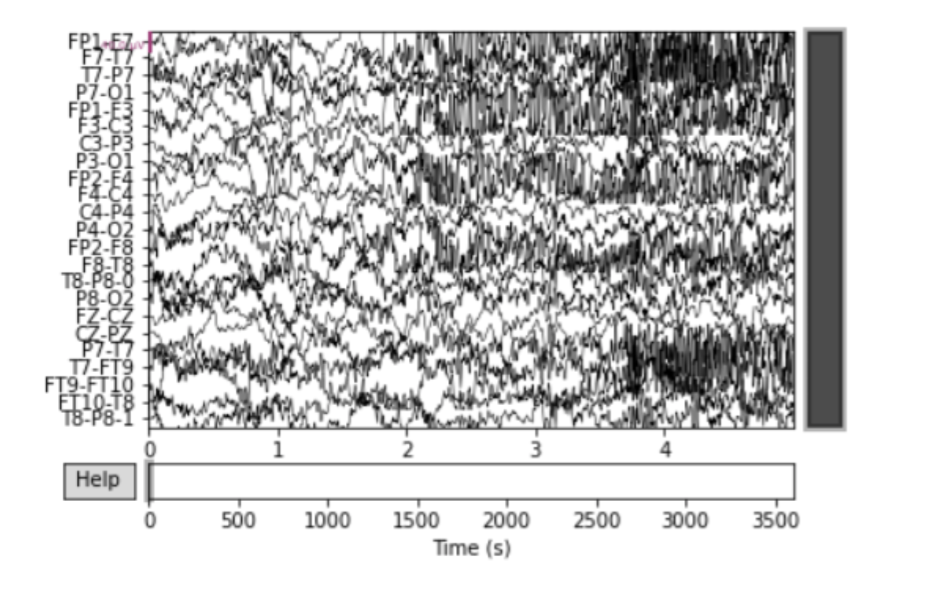 FP1-F7
F7-T7
T7-P7
P7-O1
FP1-F3
F3-C3
C3-P3
P3-O1
FP2-F4
F4-C4
C4-P4
P4-O2
FP2-F8
F8-T8
T8-P8-0
P8-O2
FZ-CZ
CZ-PZ
P7-T7
T7-FT9
FT9-FT10
FT10-T8
T8-P8-1
0 1 2 3 4
Help
0 500 1000 1500 2000 2500 3000 3500
Time (s)